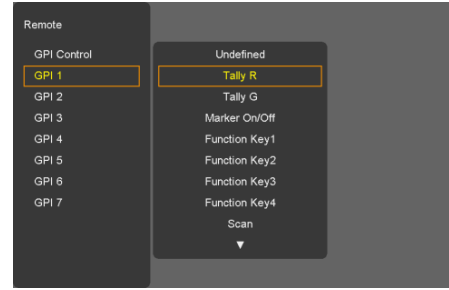 Remote
GPI Control
GPI 1
GPI 2
GPI 3
GPI 4
GPI 5
GPI 6
GPI 7
Undefined
Tally R
Tally G
Marker On/Off
Function Key1
Function Key2
Function Key3
Function Key4
Scan
▼